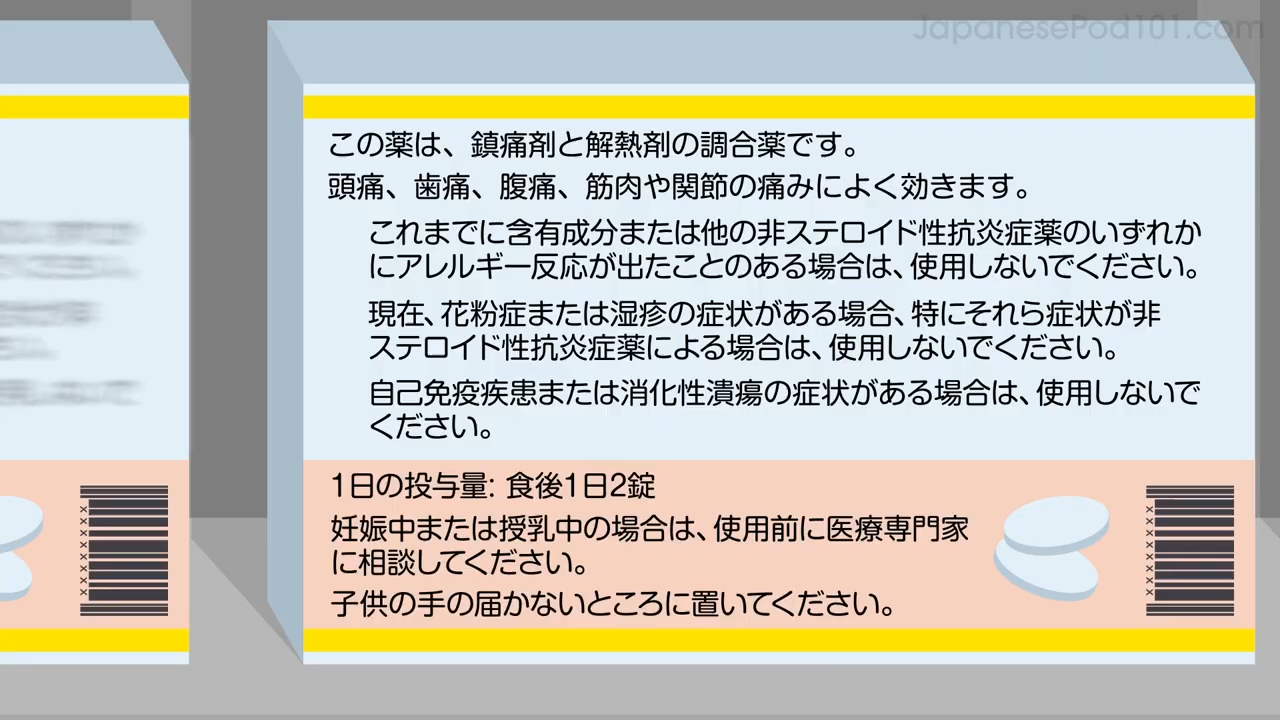 JapanesePod101.com
この薬は、鎮痛剤と解熱剤の調合薬です。
頭痛、歯痛、腹痛、筋肉や関節の痛みによく効きます。
これまでに含有成分または他の非ステロイド性抗炎症薬のいずれか
にアレルギー反応が出たことのある場合は、使用しないでください。
現在、花粉症または湿疹の症状がある場合、特にそれら症状が非
ステロイド性抗炎症薬による場合は、使用しないでください。
自己免疫疾患または消化性潰瘍の症状がある場合は、使用しないで
ください。
1日の投与量: 食後1日2錠
妊娠中または授乳中の場合は、使用前に医療専門家
に相談してください。
子供の手の届かないところに置いてください。